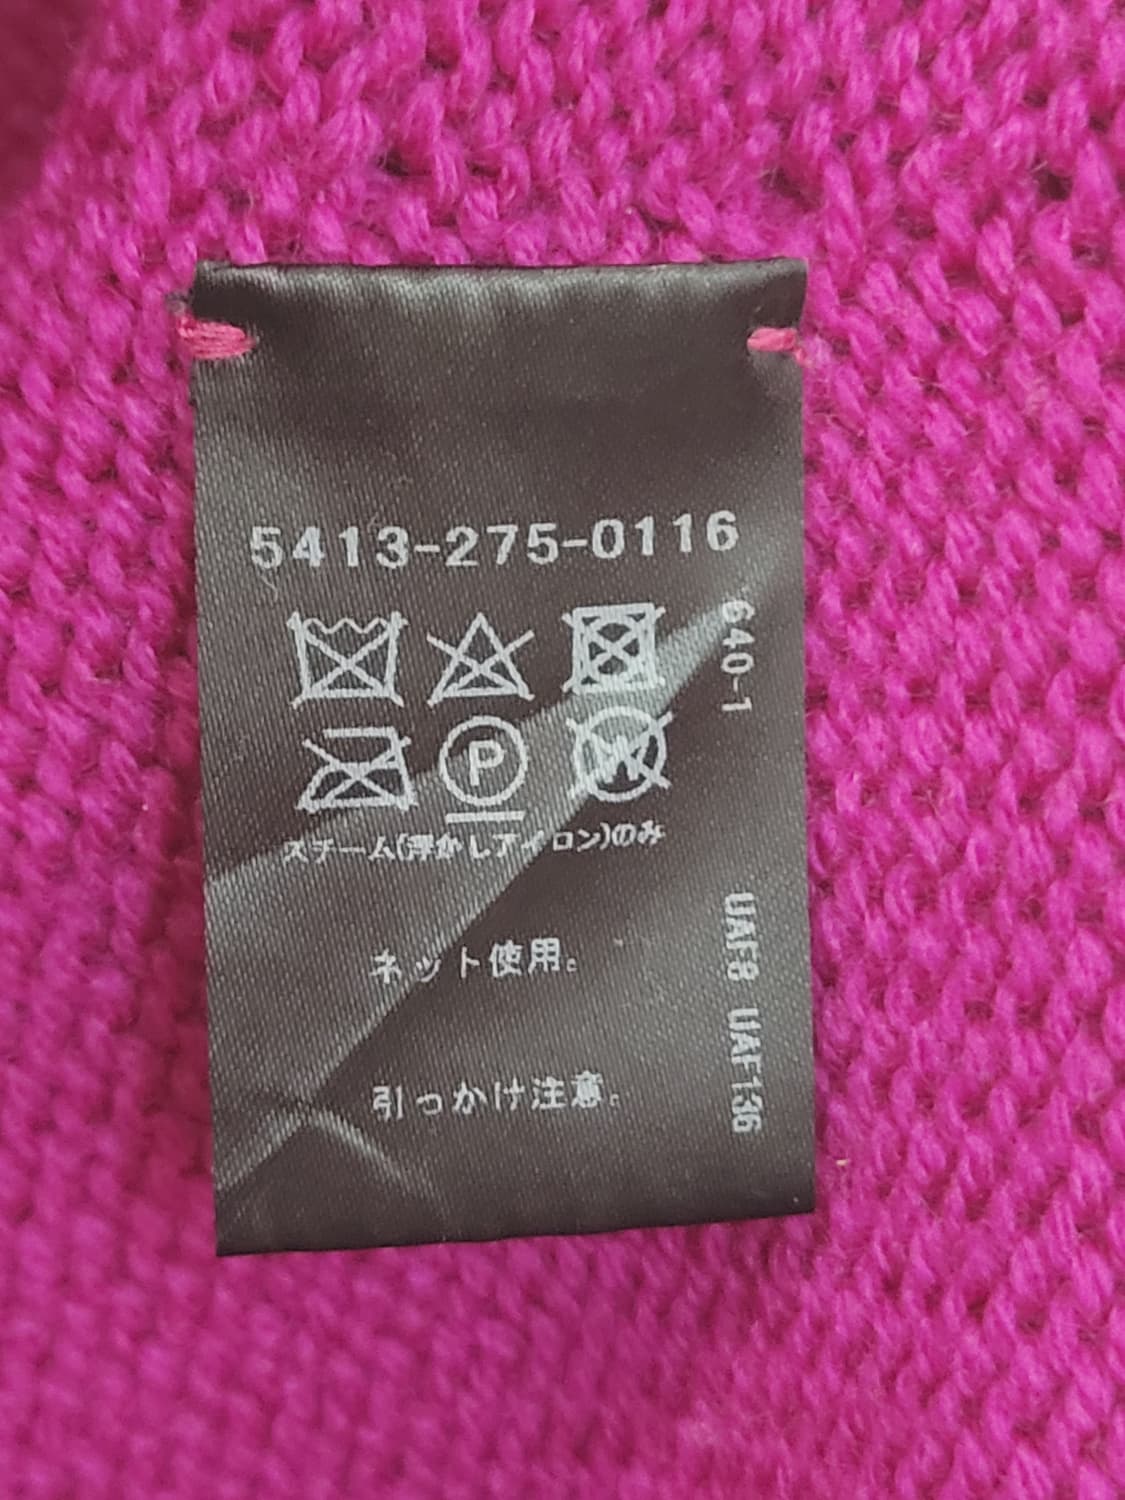 5413-275-0116
640-1
P
W
スチーム(浮かしアイロン)のみ
ネット使用。
引っかけ注意。
UAF8 UAF136